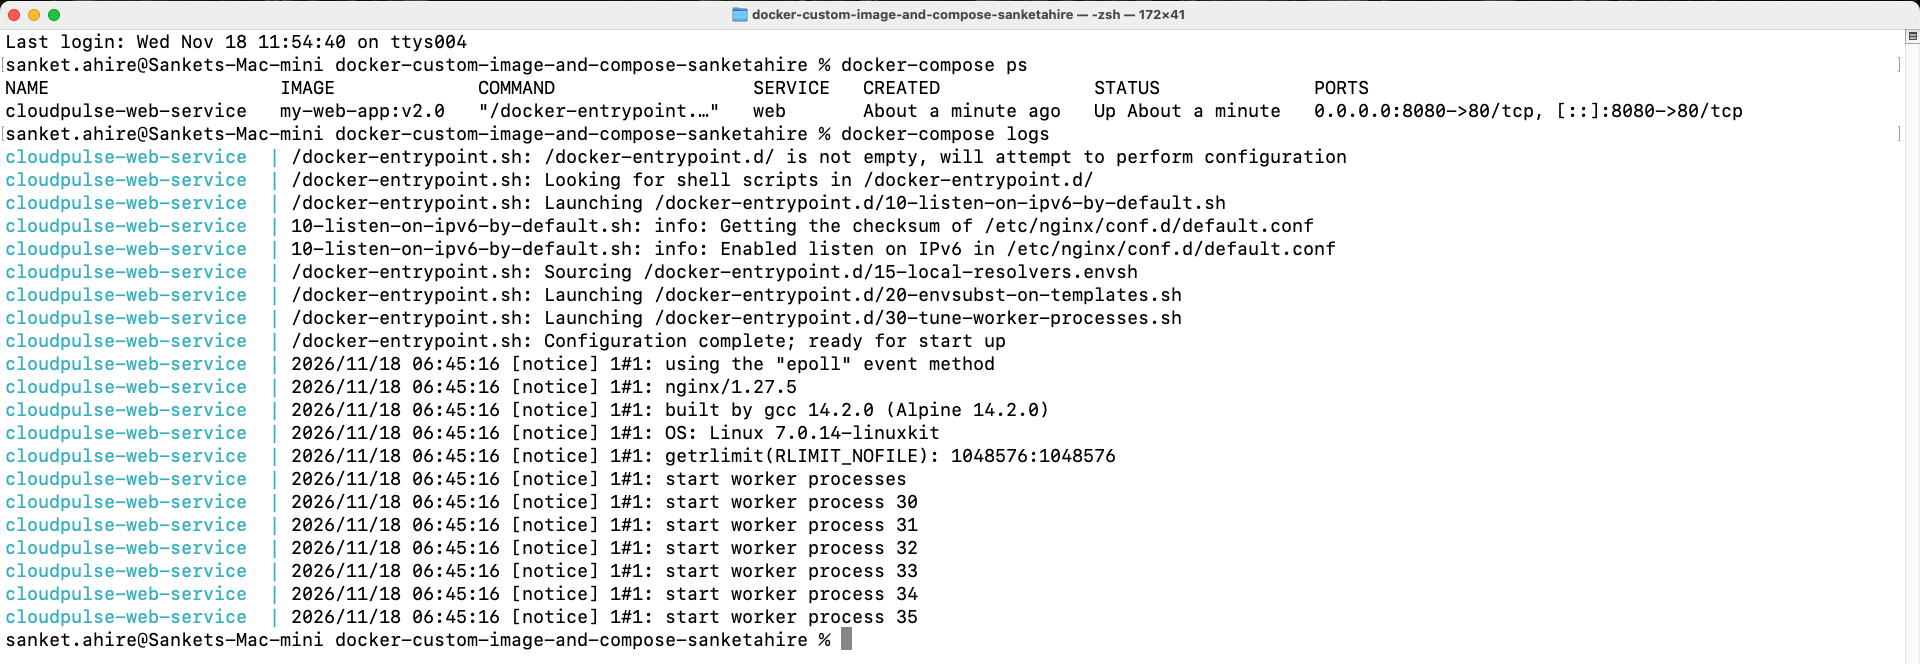 docker-custom-image-and-compose-sanketahire — -zsh — 172×41
Last login: Wed Nov 18 11:54:40 on ttys004
[sanket.ahire@Sankets-Mac-mini docker-custom-image-and-compose-sanketahire % docker-compose ps ]
NAME IMAGE COMMAND SERVICE CREATED STATUS PORTS
cloudpulse-web-service my-web-app:v2.0 "/docker-entrypoint.…" web About a minute ago Up About a minute 0.0.0.0:8080->80/tcp, [::]:8080->80/tcp
[sanket.ahire@Sankets-Mac-mini docker-custom-image-and-compose-sanketahire % docker-compose logs ]
cloudpulse-web-service | /docker-entrypoint.sh: /docker-entrypoint.d/ is not empty, will attempt to perform configuration
cloudpulse-web-service | /docker-entrypoint.sh: Looking for shell scripts in /docker-entrypoint.d/
cloudpulse-web-service | /docker-entrypoint.sh: Launching /docker-entrypoint.d/10-listen-on-ipv6-by-default.sh
cloudpulse-web-service | 10-listen-on-ipv6-by-default.sh: info: Getting the checksum of /etc/nginx/conf.d/default.conf
cloudpulse-web-service | 10-listen-on-ipv6-by-default.sh: info: Enabled listen on IPv6 in /etc/nginx/conf.d/default.conf
cloudpulse-web-service | /docker-entrypoint.sh: Sourcing /docker-entrypoint.d/15-local-resolvers.envsh
cloudpulse-web-service | /docker-entrypoint.sh: Launching /docker-entrypoint.d/20-envsubst-on-templates.sh
cloudpulse-web-service | /docker-entrypoint.sh: Launching /docker-entrypoint.d/30-tune-worker-processes.sh
cloudpulse-web-service | /docker-entrypoint.sh: Configuration complete; ready for start up
cloudpulse-web-service | 2026/11/18 06:45:16 [notice] 1#1: using the "epoll" event method
cloudpulse-web-service | 2026/11/18 06:45:16 [notice] 1#1: nginx/1.27.5
cloudpulse-web-service | 2026/11/18 06:45:16 [notice] 1#1: built by gcc 14.2.0 (Alpine 14.2.0)
cloudpulse-web-service | 2026/11/18 06:45:16 [notice] 1#1: OS: Linux 7.0.14-linuxkit
cloudpulse-web-service | 2026/11/18 06:45:16 [notice] 1#1: getrlimit(RLIMIT_NOFILE): 1048576:1048576
cloudpulse-web-service | 2026/11/18 06:45:16 [notice] 1#1: start worker processes
cloudpulse-web-service | 2026/11/18 06:45:16 [notice] 1#1: start worker process 30
cloudpulse-web-service | 2026/11/18 06:45:16 [notice] 1#1: start worker process 31
cloudpulse-web-service | 2026/11/18 06:45:16 [notice] 1#1: start worker process 32
cloudpulse-web-service | 2026/11/18 06:45:16 [notice] 1#1: start worker process 33
cloudpulse-web-service | 2026/11/18 06:45:16 [notice] 1#1: start worker process 34
cloudpulse-web-service | 2026/11/18 06:45:16 [notice] 1#1: start worker process 35
sanket.ahire@Sankets-Mac-mini docker-custom-image-and-compose-sanketahire %